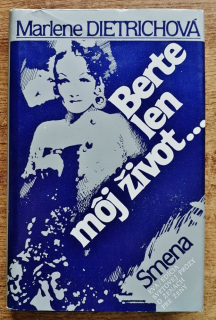 Marlene DIETRICHOVÁ
Berte
len
môj život...
Smena